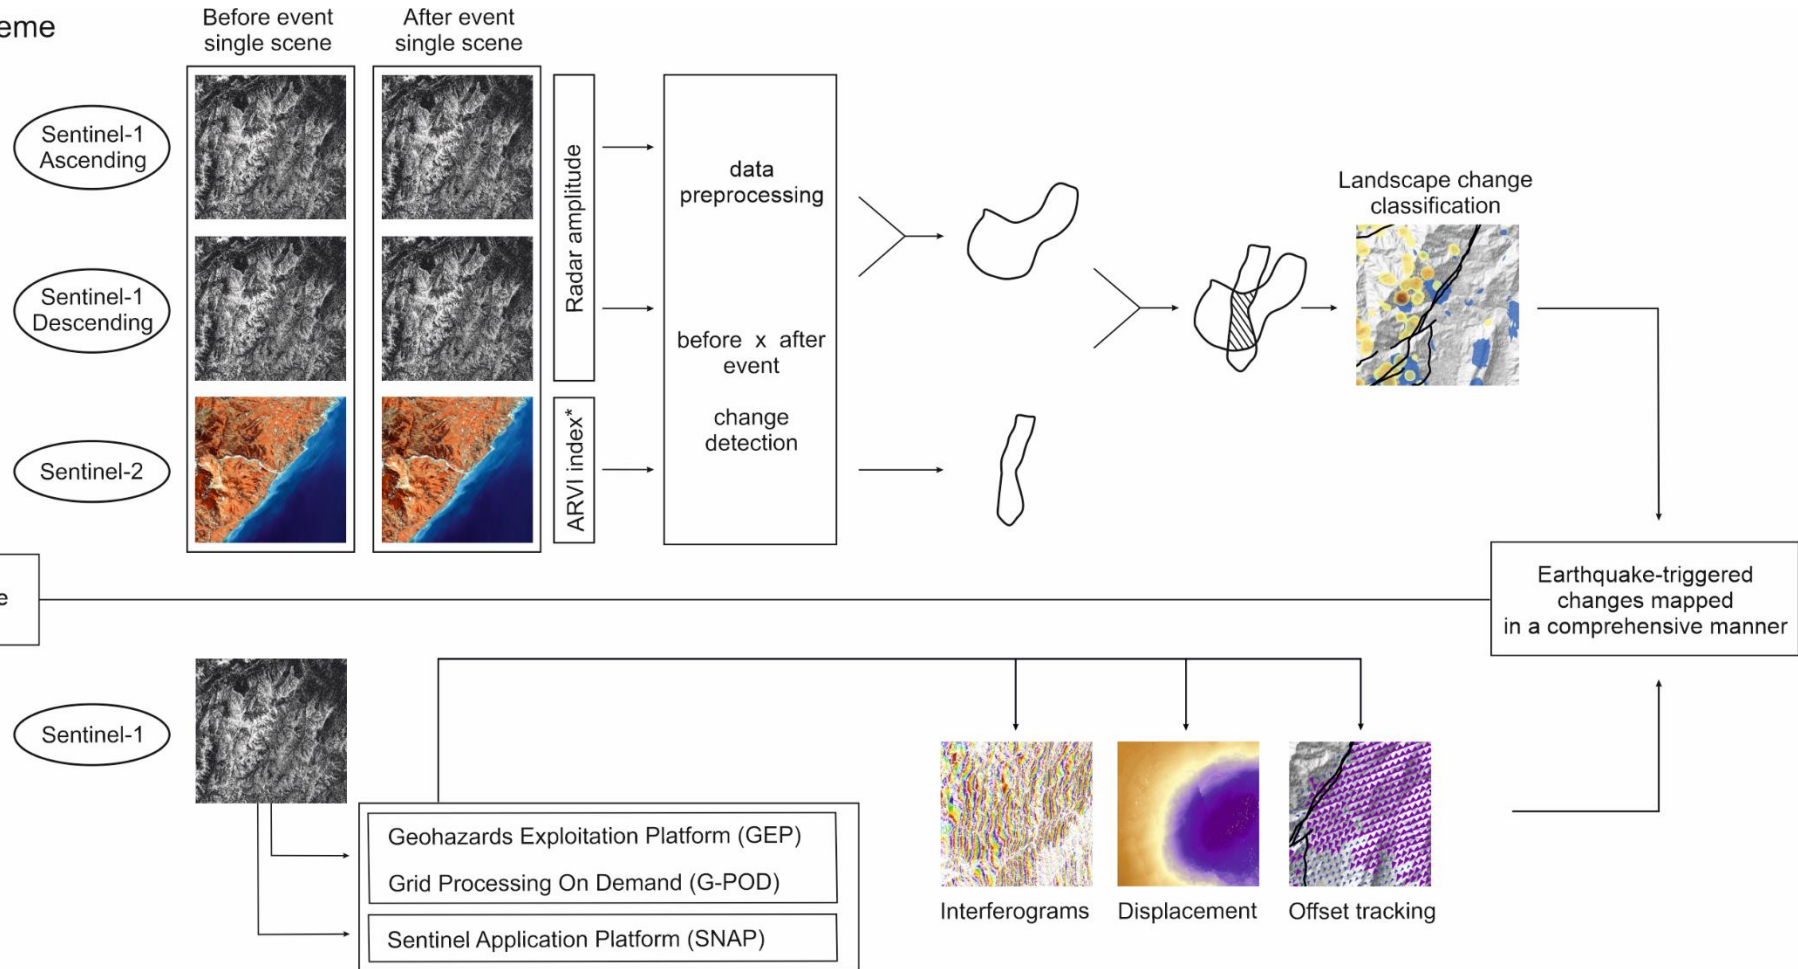 eme
Before event
single scene
After event
single scene
Sentinel-1
Ascending
Sentinel-1
Descending
Sentinel-2
Radar amplitude
ARVI index*
data
preprocessing
before x after
event
change
detection
Landscape change
classification
e
Earthquake-triggered
changes mapped
in a comprehensive manner
Sentinel-1
Geohazards Exploitation Platform (GEP)
Grid Processing On Demand (G-POD)
Sentinel Application Platform (SNAP)
Interferograms
Displacement
Offset tracking